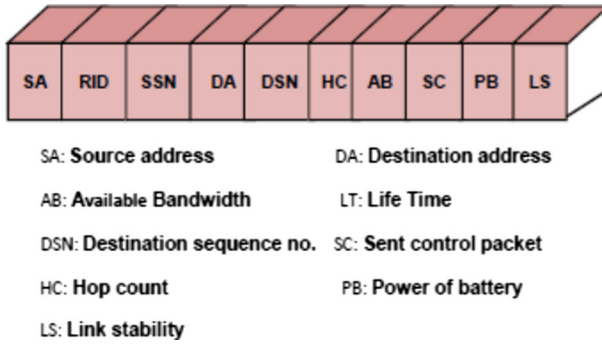 SA RID SSN DA DSN HC AB SC PB LS
SA: Source address DA: Destination address
AB: Available Bandwidth LT: Life Time
DSN: Destination sequence no. SC: Sent control packet
HC: Hop count PB: Power of battery
LS: Link stability